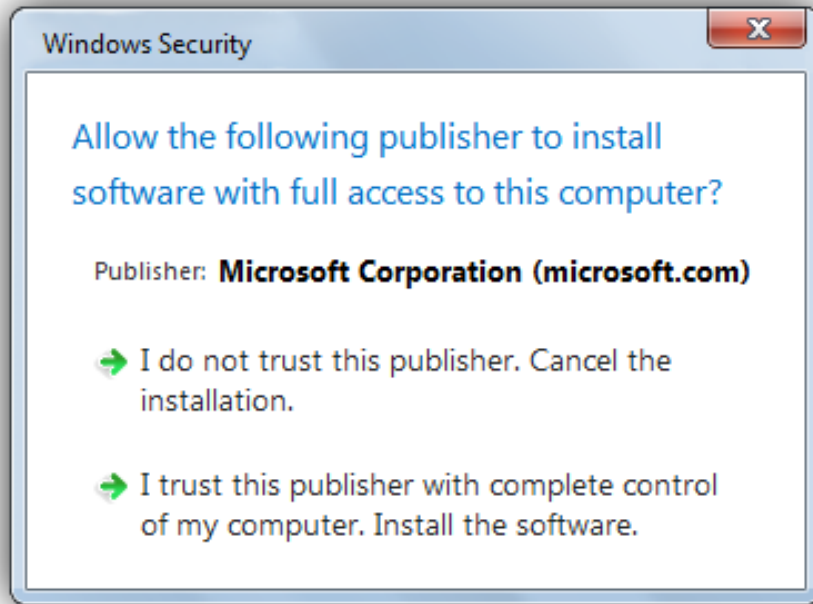 Windows Security
Allow the following publisher to install
software with full access to this computer?
Publisher: Microsoft Corporation (microsoft.com)
I do not trust this publisher. Cancel the
installation.
I trust this publisher with complete control
of my computer. Install the software.